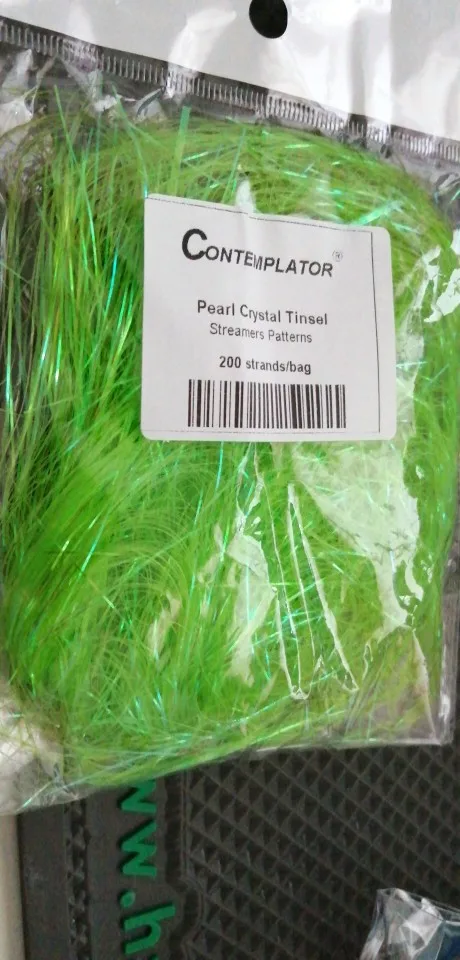 CONTEMPLATOR®
Pearl Crystal Tinsel
Streamers Patterns
200 strands/bag